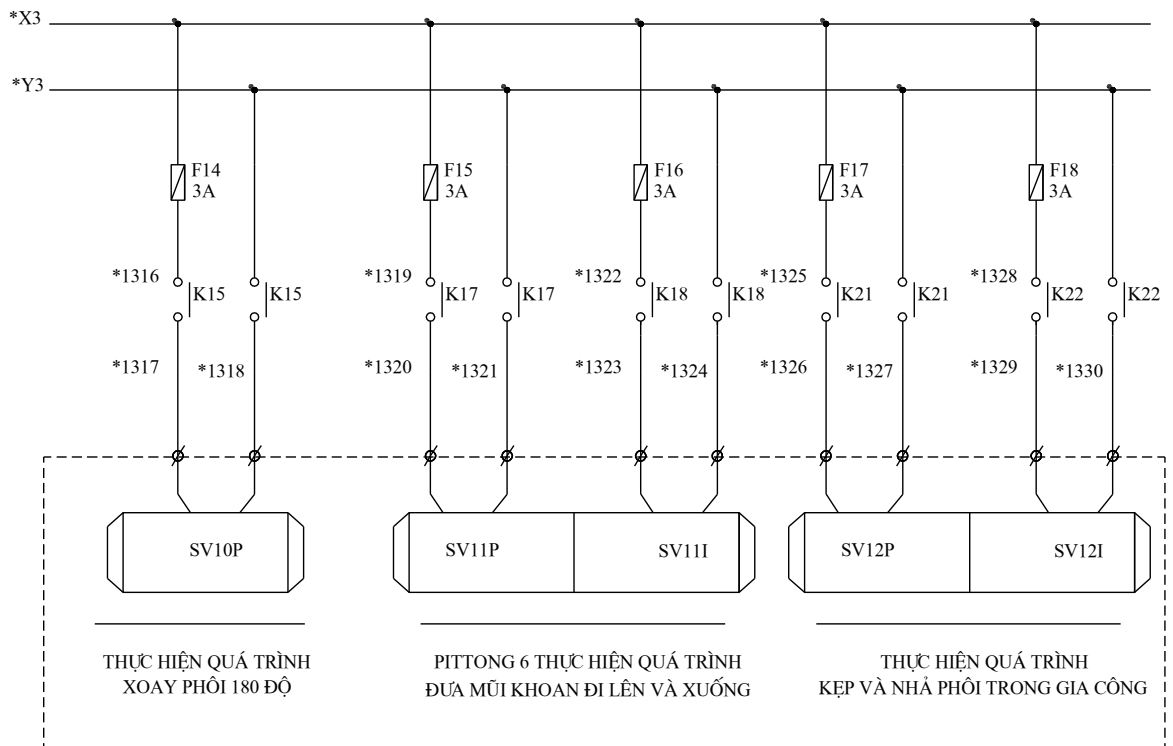 *X3
*Y3
F14
3A
F15
3A
F16
3A
F17
3A
F18
3A
*1316
K15
K15
*1319
K17
K17
*1322
K18
K18
*1325
K21
K21
*1328
K22
K22
*1317
*1318
*1320
*1321
*1323
*1324
*1326
*1327
*1329
*1330
SV10P
SV11P
SV11I
SV12P
SV12I
THỰC HIỆN QUÁ TRÌNH
XOAY PHÔI 180 ĐỘ
PITTONG 6 THỰC HIỆN QUÁ TRÌNH
ĐƯA MŨI KHOAN ĐI LÊN VÀ XUỐNG
THỰC HIỆN QUÁ TRÌNH
KẸP VÀ NHẢ PHÔI TRONG GIA CÔNG